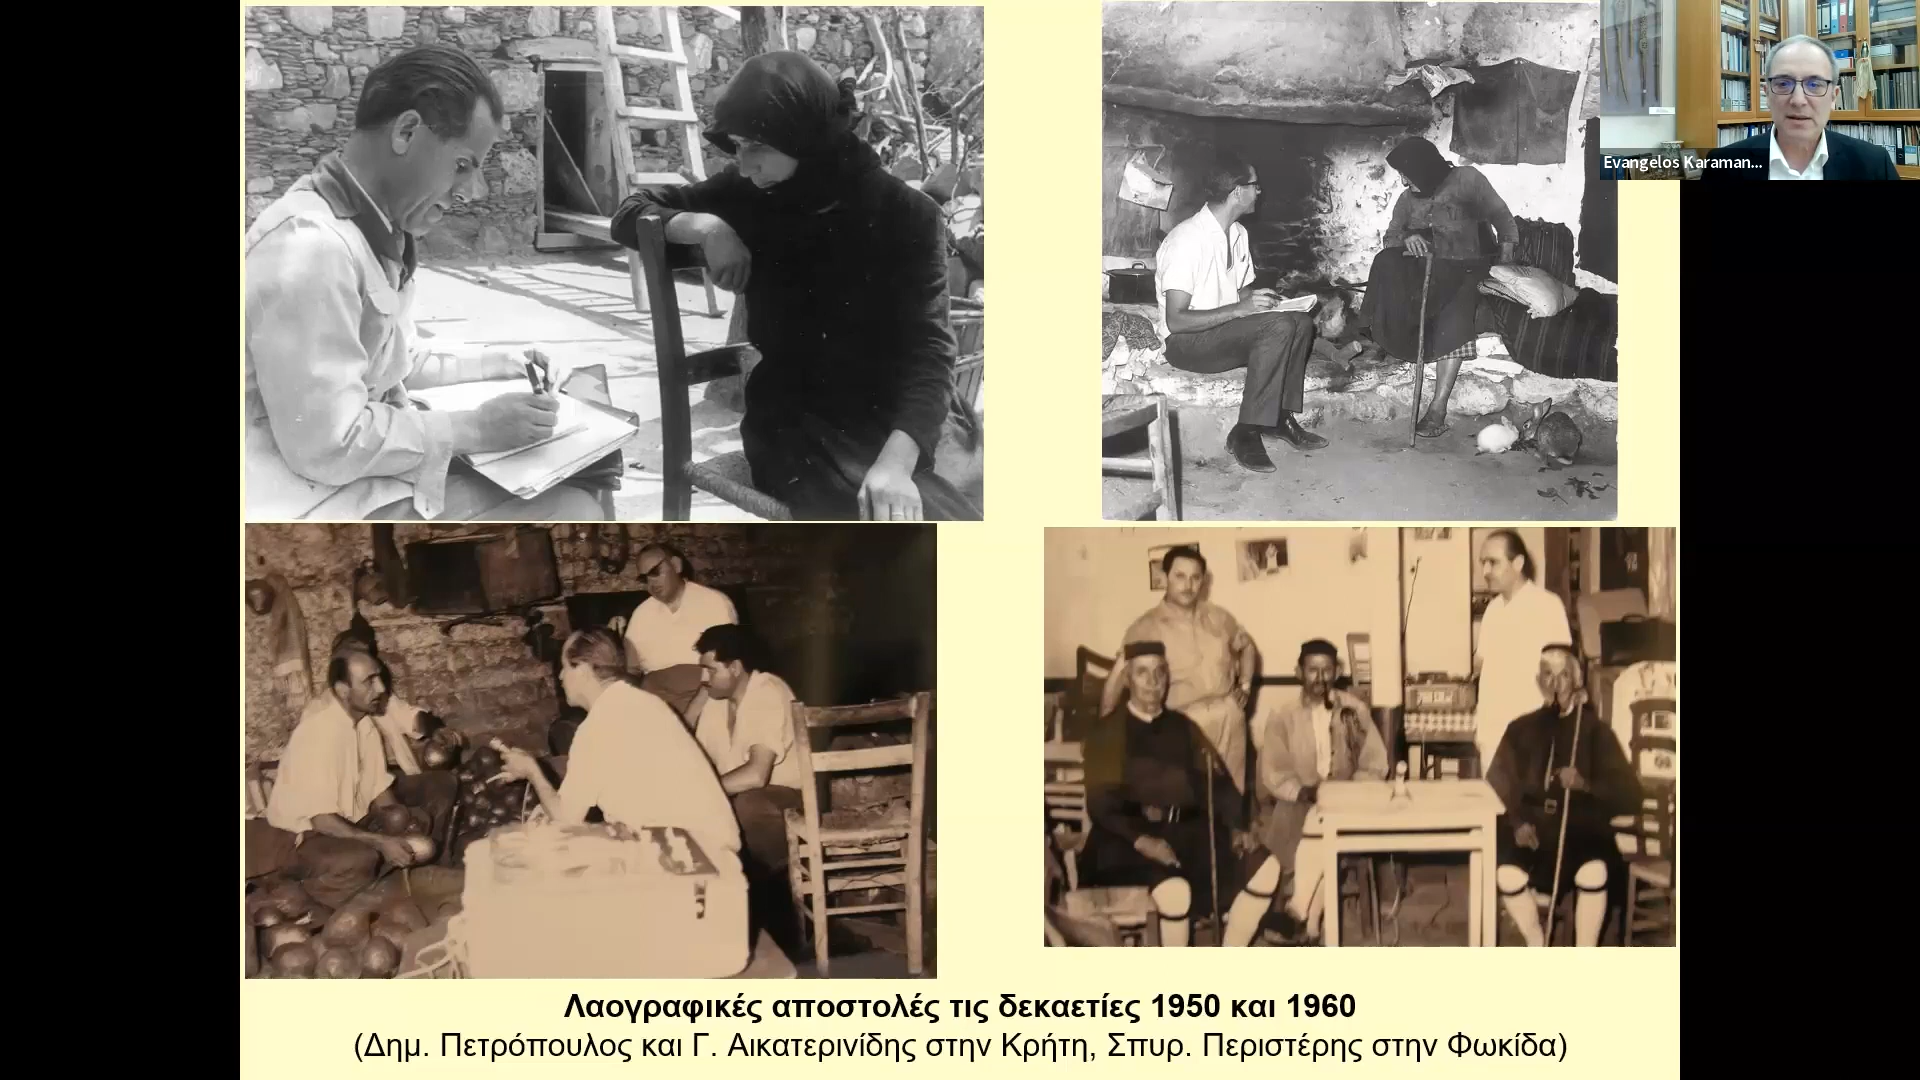 Evangelos Karaman...
Λαογραφικές αποστολές τις δεκαετίες 1950 και 1960
(Δημ. Πετρόπουλος και Γ. Αικατερινίδης στην Κρήτη, Σπυρ. Περιστέρης στην Φωκίδα)